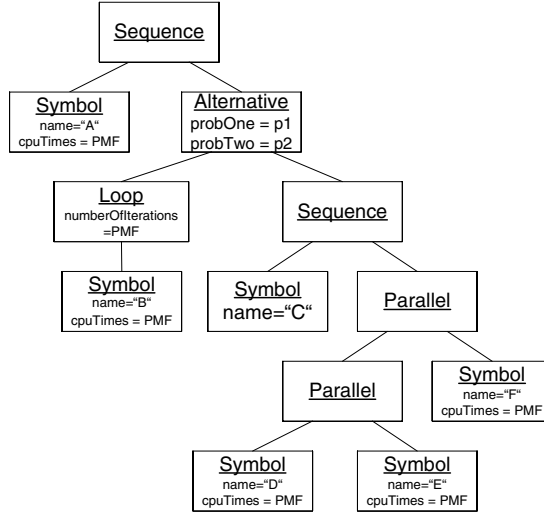 Sequence
Symbol
name="A"
cpuTimes = PMF
Alternative
probOne = p1
probTwo = p2
Loop
numberOfIterations
=PMF
Sequence
Symbol
name="B"
cpuTimes = PMF
Symbol
name="C"
Parallel
Parallel
Symbol
name="F"
cpuTimes = PMF
Symbol
name="D"
cpuTimes = PMF
Symbol
name="E"
cpuTimes = PMF